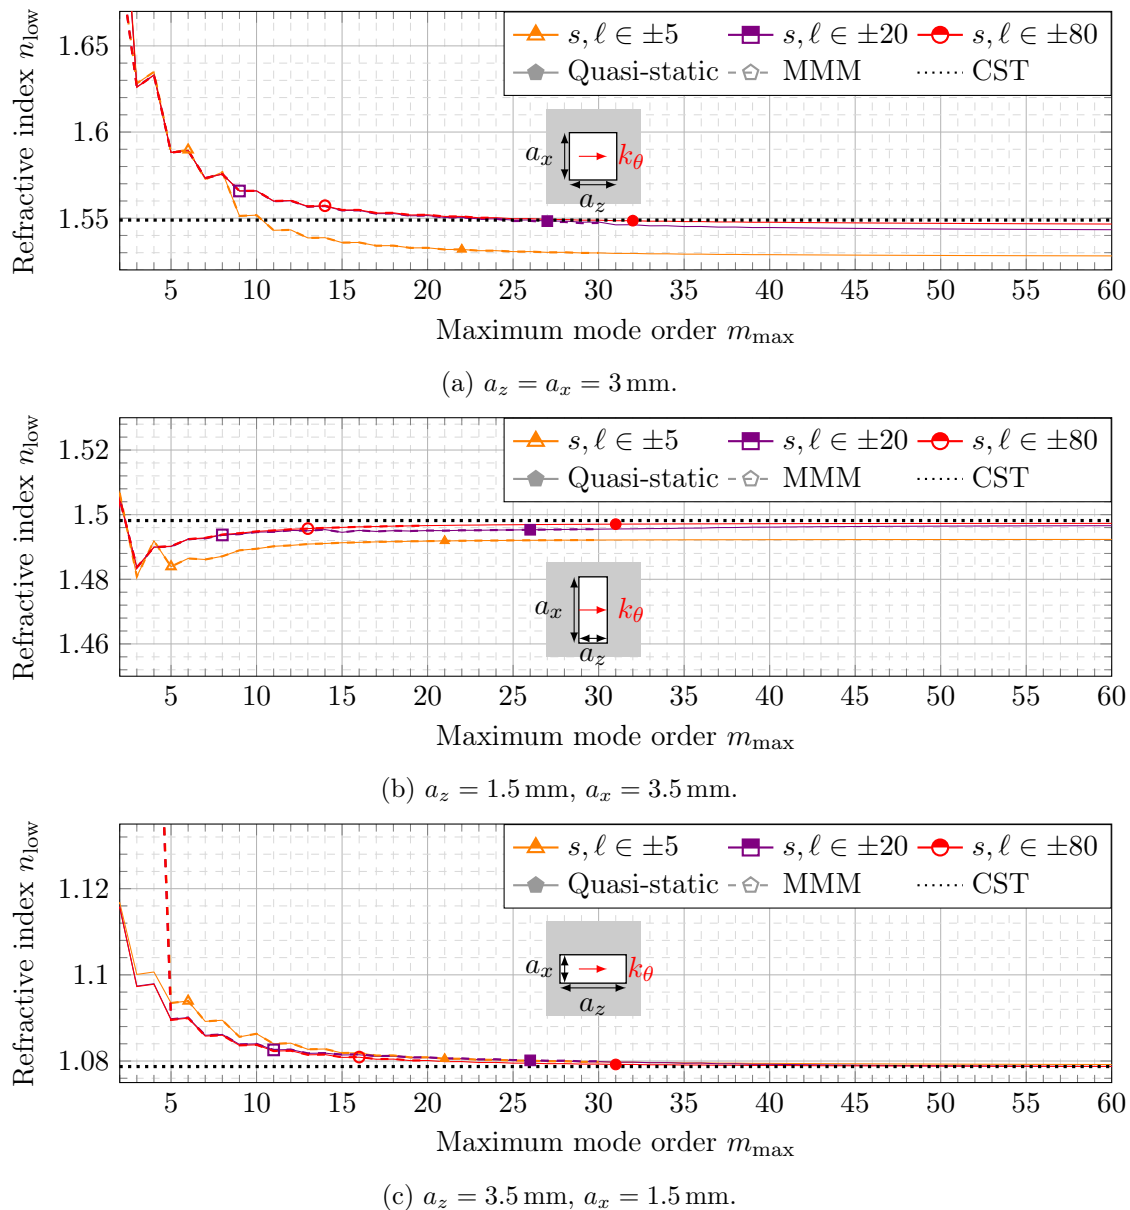 Refractive index n_low
1.65
1.6
1.55
s, ℓ ∈ ±5
s, ℓ ∈ ±20
s, ℓ ∈ ±80
Quasi-static
MMM
CST
a_x
k_θ
a_z
5 10 15 20 25 30 35 40 45 50 55 60
Maximum mode order m_max
(a) a_z = a_x = 3 mm.
Refractive index n_low
1.52
1.5
1.48
1.46
s, ℓ ∈ ±5
s, ℓ ∈ ±20
s, ℓ ∈ ±80
Quasi-static
MMM
CST
a_x
k_θ
a_z
5 10 15 20 25 30 35 40 45 50 55 60
Maximum mode order m_max
(b) a_z = 1.5 mm, a_x = 3.5 mm.
Refractive index n_low
1.12
1.1
1.08
s, ℓ ∈ ±5
s, ℓ ∈ ±20
s, ℓ ∈ ±80
Quasi-static
MMM
CST
a_x
k_θ
a_z
5 10 15 20 25 30 35 40 45 50 55 60
Maximum mode order m_max
(c) a_z = 3.5 mm, a_x = 1.5 mm.